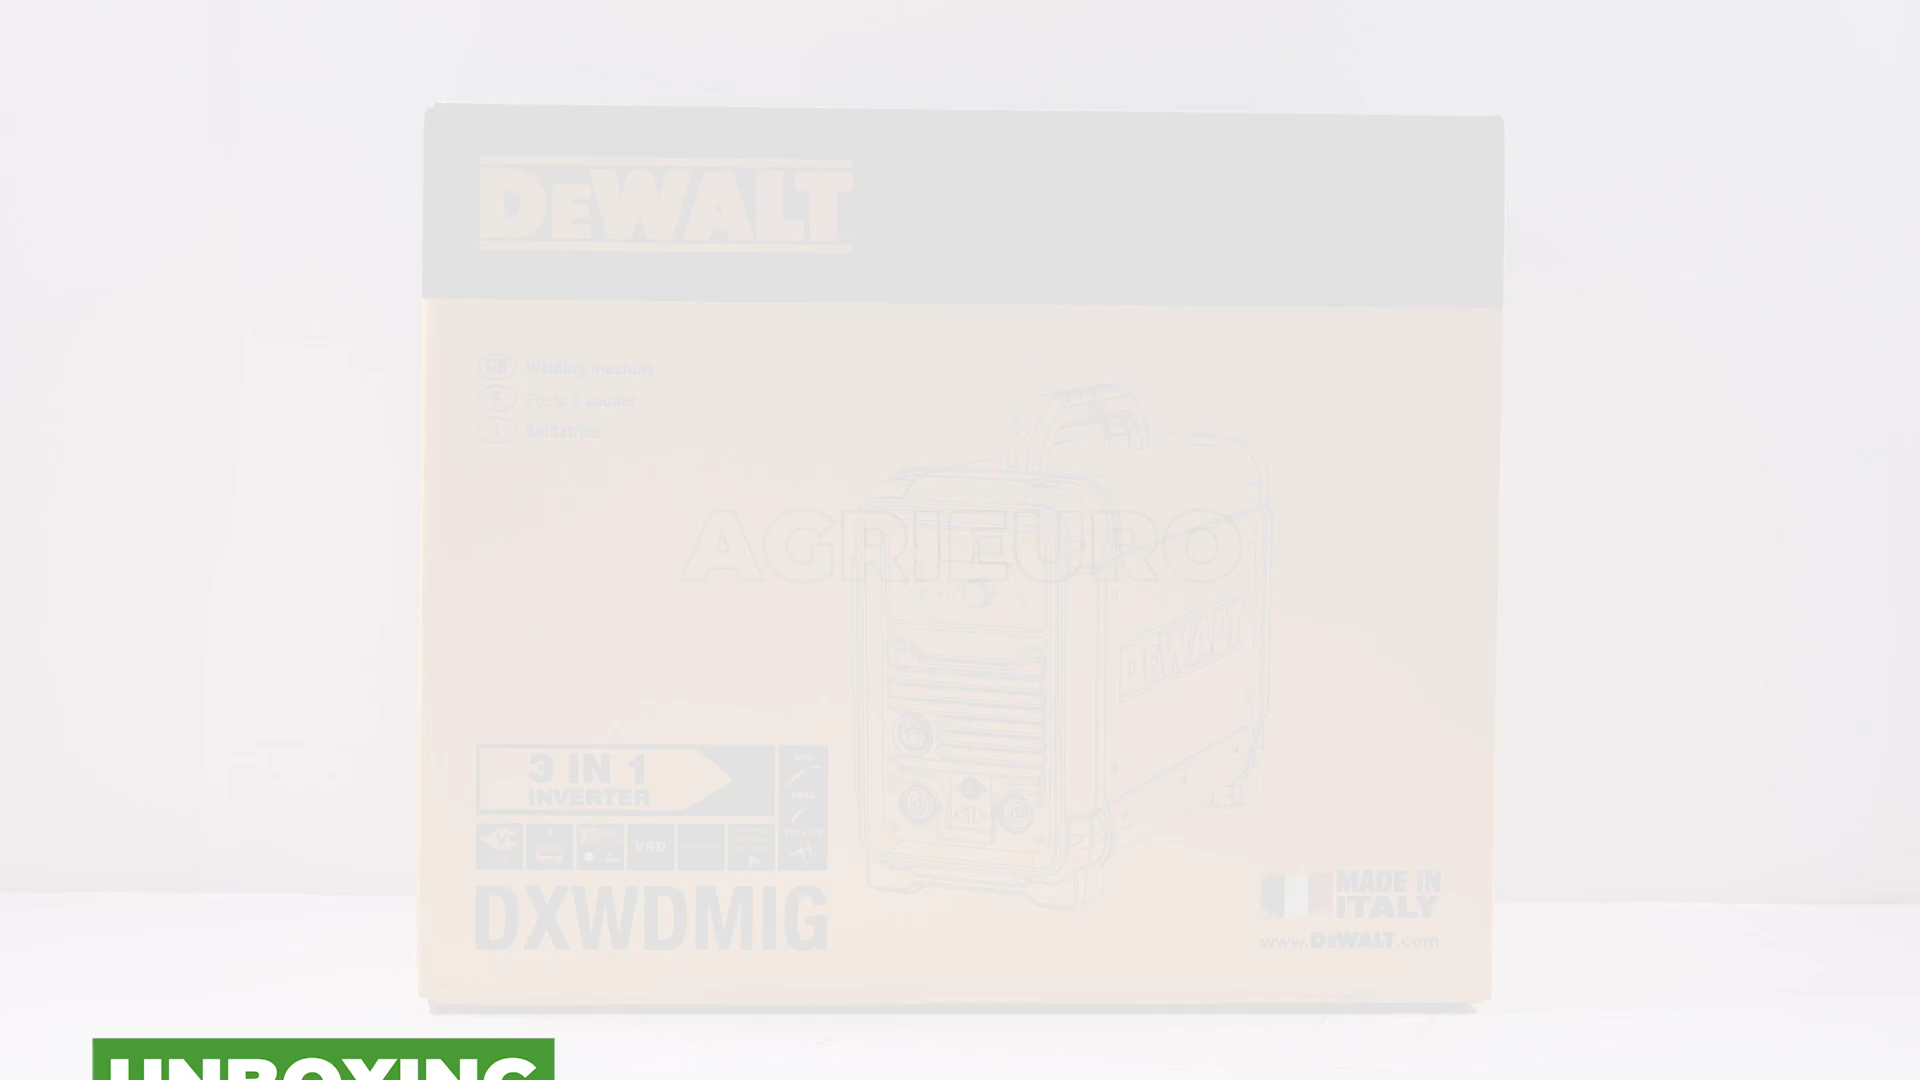 DEWALT
GB Welding machine
F Poste à souder
I Saldatrice
AGRIEURO
DEWALT
3 IN 1
INVERTER
MMA
VRD
DXWDMIG
MADE IN
ITALY
www.DEWALT.com
UNBOXING